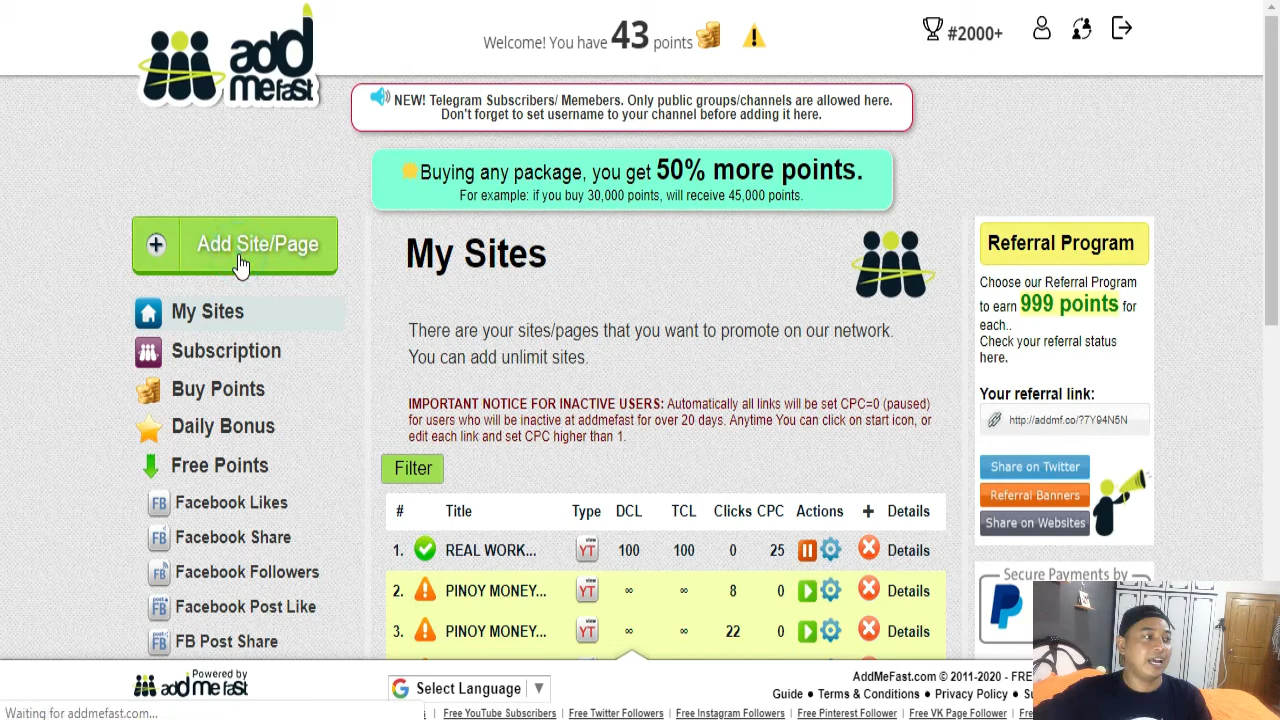 add
mefast
Welcome! You have 43 points
#2000+
NEW! Telegram Subscribers/ Memebers. Only public groups/channels are allowed here.
Don't forget to set username to your channel before adding it here.
Buying any package, you get 50% more points.
For example: if you buy 30,000 points, will receive 45,000 points.
Add Site/Page
My Sites
Subscription
Buy Points
Daily Bonus
Free Points
FB Facebook Likes
FB Facebook Share
FB Facebook Followers
FB Facebook Post Like
FB FB Post Share
My Sites
There are your sites/pages that you want to promote on our network.
You can add unlimit sites.
IMPORTANT NOTICE FOR INACTIVE USERS: Automatically all links will be set CPC=0 (paused)
for users who will be inactive at addmefast for over 20 days. Anytime You can click on start icon, or
edit each link and set CPC higher than 1.
Filter
# Title Type DCL TCL Clicks CPC Actions + Details
1. REAL WORK... view YT 100 100 0 25 Details
2. PINOY MONEY... view YT ∞ ∞ 8 0 Details
3. PINOY MONEY... view YT ∞ ∞ 22 0 Details
Referral Program
Choose our Referral Program
to earn 999 points for
each..
Check your referral status
here.
Your referral link:
http://addmf.co/?7Y94N5N
Share on Twitter
Referral Banners
Share on Websites
Secure Payments by
Powered by
addmefast
Select Language ▼
AddMeFast.com © 2011-2020 - FRE
Guide • Terms & Conditions • Privacy Policy •
Waiting for addmefast.com...
| Free YouTube Subscribers | Free Twitter Followers | Free Instagram Followers | Free Pinterest Follower | Free VK Page Follower |